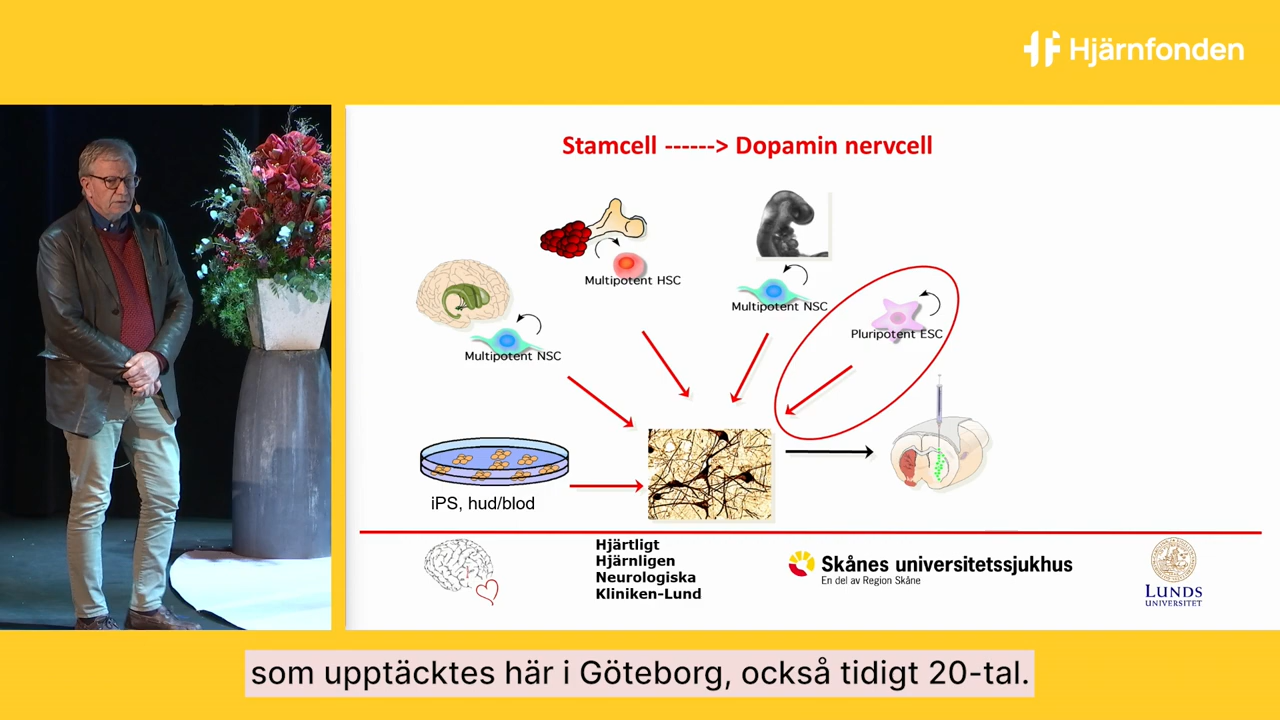 Hjärnfonden
Stamcell ------> Dopamin nervcell
Multipotent HSC
Multipotent NSC
Pluripotent ESC
Multipotent NSC
iPS, hud/blod
Hjärtligt
Hjärnligen
Neurologiska
Kliniken-Lund
Skånes universitetssjukhus
En del av Region Skåne
LUNDS
UNIVERSITET
som upptäcktes här i Göteborg, också tidigt 20-tal.